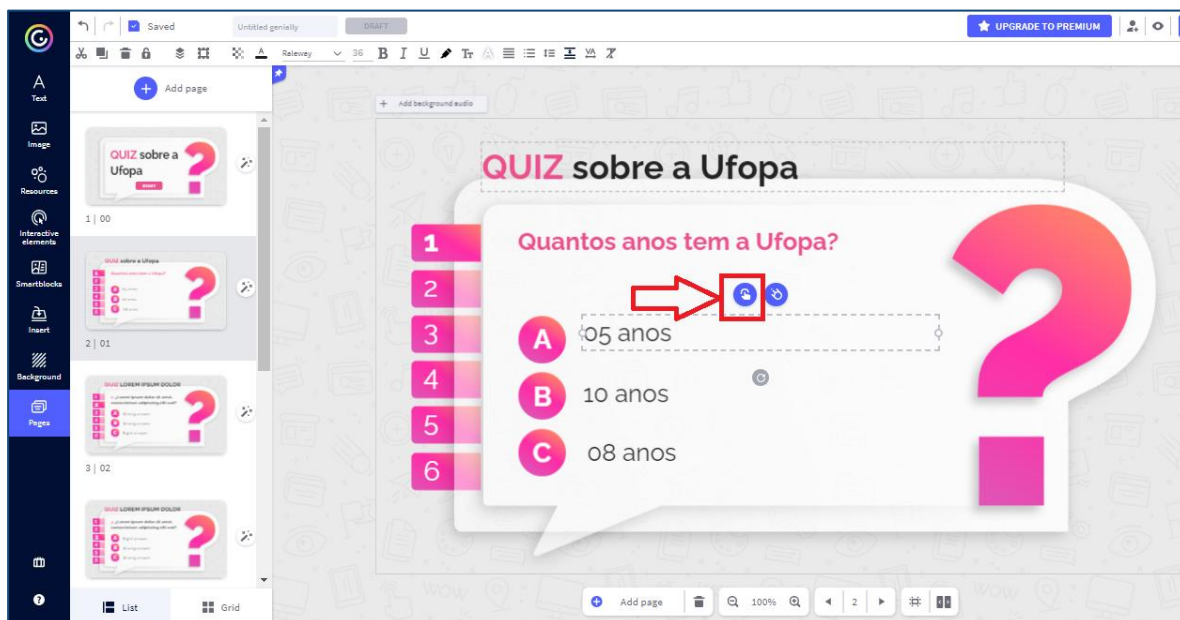 Saved
Untitled genially
DRAFT
UPGRADE TO PREMIUM
Raleway 36 B I U
Text
Image
Resources
Interactive elements
Smartblocks
Insert
Background
Pages
Add page
QUIZ sobre a Ufopa
START
1 | 00
QUIZ sobre a Ufopa
Quantos anos tem a Ufopa?
2 | 01
QUIZ LOREM IPSUM DOLOR
3 | 02
QUIZ LOREM IPSUM DOLOR
List
Grid
+ Add background audio
QUIZ sobre a Ufopa
1
2
3
4
5
6
Quantos anos tem a Ufopa?
A 05 anos
B 10 anos
C 08 anos
Add page
100%
2